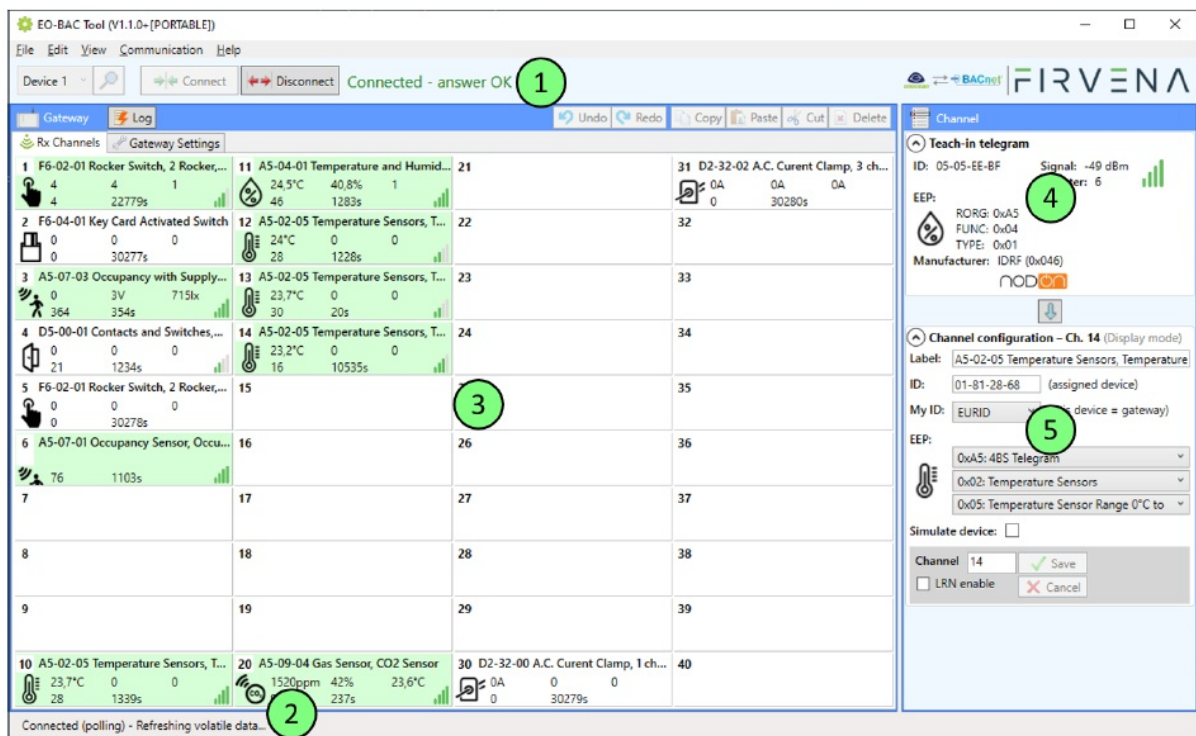 EO-BAC Tool (V1.1.0+[PORTABLE])
File Edit View Communication Help
Device 1 Connect Disconnect Connected - answer OK 1
BACnet FIRVENA
Gateway Log Undo Redo Copy Paste Cut Delete
Rx Channels Gateway Settings
1 F6-02-01 Rocker Switch, 2 Rocker,...
4 4 1
4 22779s
2 F6-04-01 Key Card Activated Switch
0 0 0
0 30277s
3 A5-07-03 Occupancy with Supply...
0 3V 715lx
364 354s
4 D5-00-01 Contacts and Switches,...
0 0 0
21 1234s
5 F6-02-01 Rocker Switch, 2 Rocker,...
0 0 0
0 30278s
6 A5-07-01 Occupancy Sensor, Occu...
76 1103s
7
8
9
10 A5-02-05 Temperature Sensors, T...
23,7°C 0 0
28 1339s
11 A5-04-01 Temperature and Humid...
24,5°C 40,8% 1
46 1283s
12 A5-02-05 Temperature Sensors, T...
24°C 0 0
28 1228s
13 A5-02-05 Temperature Sensors, T...
23,7°C 0 0
30 20s
14 A5-02-05 Temperature Sensors, T...
23,2°C 0 0
16 10535s
15
16
17
18
19
20 A5-09-04 Gas Sensor, CO2 Sensor
1520ppm 42% 23,6°C
CO₂ 237s
21
22
23
24
3
26
27
28
29
30 D2-32-00 A.C. Curent Clamp, 1 ch...
0A 0 0
0 30279s
31 D2-32-02 A.C. Curent Clamp, 3 ch...
0A 0A 0A
0 30280s
32
33
34
35
36
37
38
39
40
Connected (polling) - Refreshing volatile data...
2
Channel
Teach-in telegram
ID: 05-05-EE-BF Signal: -49 dBm
6
4
EEP:
RORG: 0xA5
FUNC: 0x04
TYPE: 0x01
Manufacturer: IDRF (0x046)
NODON
Channel configuration – Ch. 14 (Display mode)
Label: A5-02-05 Temperature Sensors, Temperature
ID: 01-81-28-68 (assigned device)
My ID: EURID device = gateway)
5
EEP:
0xA5: 4BS Telegram
0x02: Temperature Sensors
0x05: Temperature Sensor Range 0°C to
Simulate device:
Channel 14 Save
LRN enable Cancel